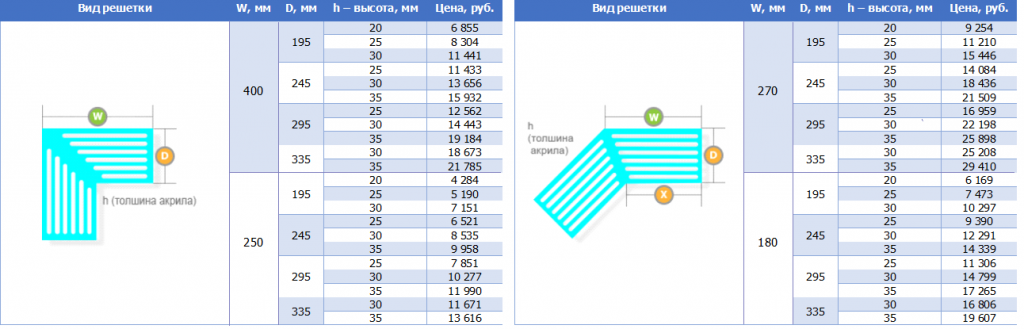 Вид решетки W, мм D, мм h – высота, мм Цена, руб.
400 195 20 6 855
25 8 304
30 11 441
245 25 11 433
30 13 656
35 15 932
295 25 12 562
30 14 443
35 19 184
335 30 18 673
35 21 785
250 195 20 4 284
25 5 190
30 7 151
245 25 6 521
30 8 535
35 9 958
295 25 7 851
30 10 277
35 11 990
335 30 11 671
35 13 616
W
D
h (толшина акрила)
Вид решетки W, мм D, мм h – высота, мм Цена, руб.
270 195 20 9 254
25 11 210
30 15 446
245 25 14 084
30 18 436
35 21 509
295 25 16 959
30 22 198
35 25 898
335 30 25 208
35 29 410
180 195 20 6 169
25 7 473
30 10 297
245 25 9 390
30 12 291
35 14 339
295 25 11 306
30 14 799
35 17 265
335 30 16 806
35 19 607
W
h
(толшина
акрила)
D
X